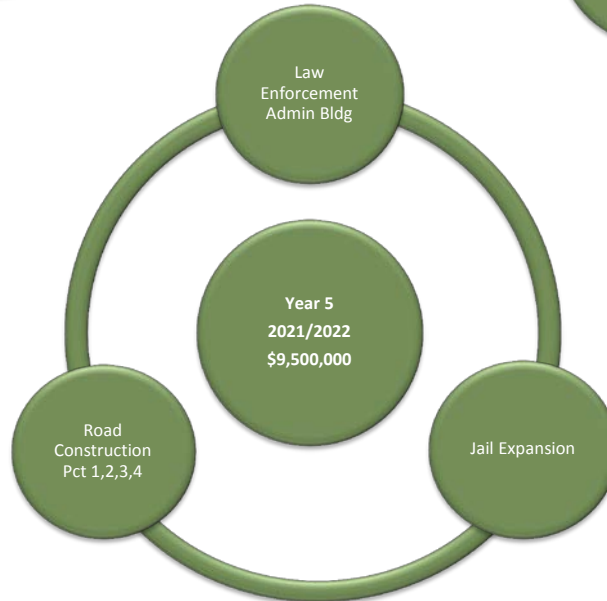 Law
Enforcement
Admin Bldg
Year 5
2021/2022
$9,500,000
Road
Construction
Pct 1,2,3,4
Jail Expansion